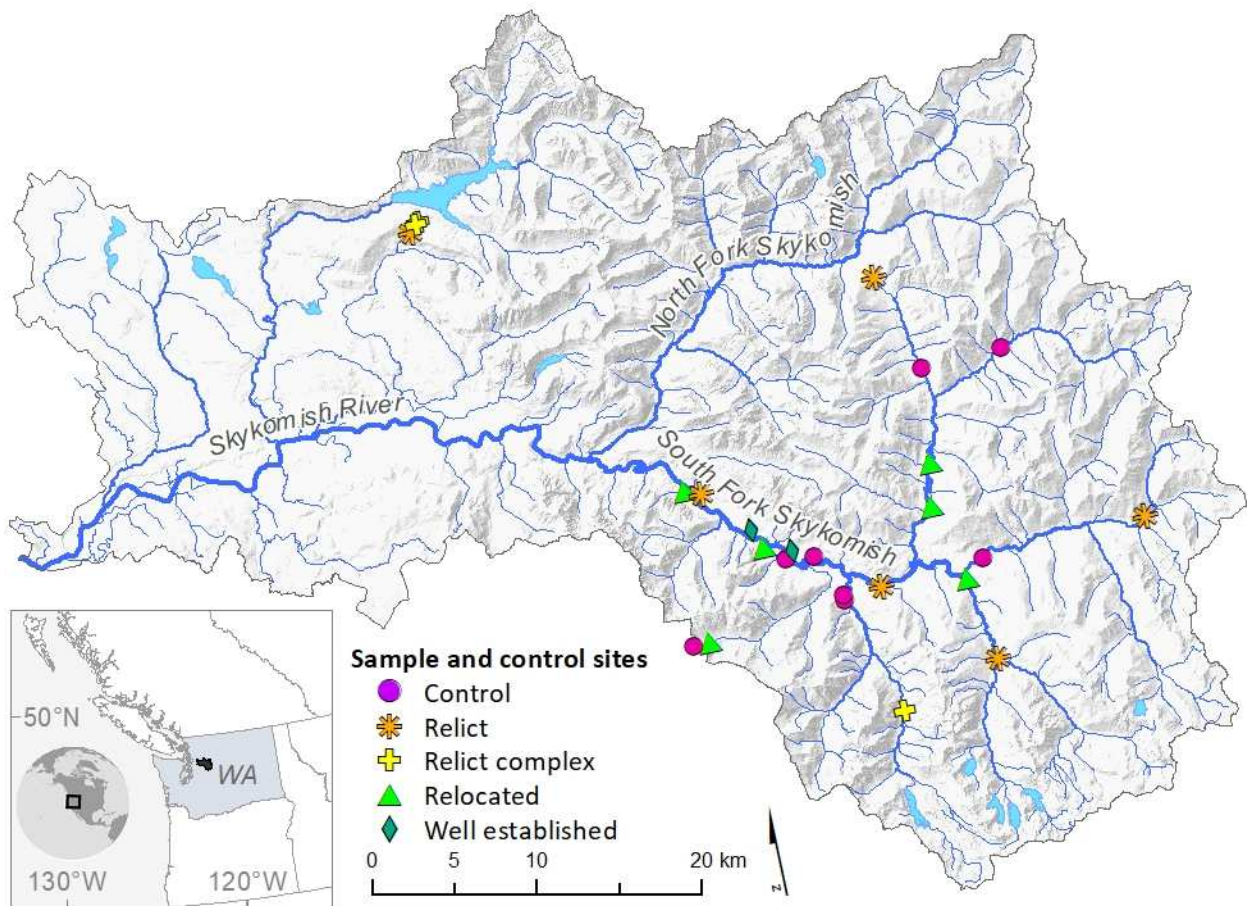 North Fork Skykomish
Skykomish River
South Fork Skykomish
Sample and control sites
Control
Relict
Relict complex
Relocated
Well established
0 5 10 20 km
z
50°N
WA
130°W 120°W